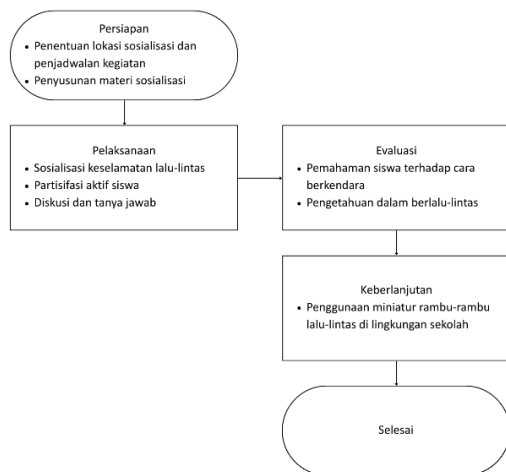 Persiapan
• Penentuan lokasi sosialisasi dan
penjadwalan kegiatan
• Penyusunan materi sosialisasi
Pelaksanaan
• Sosialisasi keselamatan lalu-lintas
• Partisifasi aktif siswa
• Diskusi dan tanya jawab
Evaluasi
• Pemahaman siswa terhadap cara
berkendara
• Pengetahuan dalam berlalu-lintas
Keberlanjutan
• Penggunaan miniatur rambu-rambu
lalu-lintas di lingkungan sekolah
Selesai